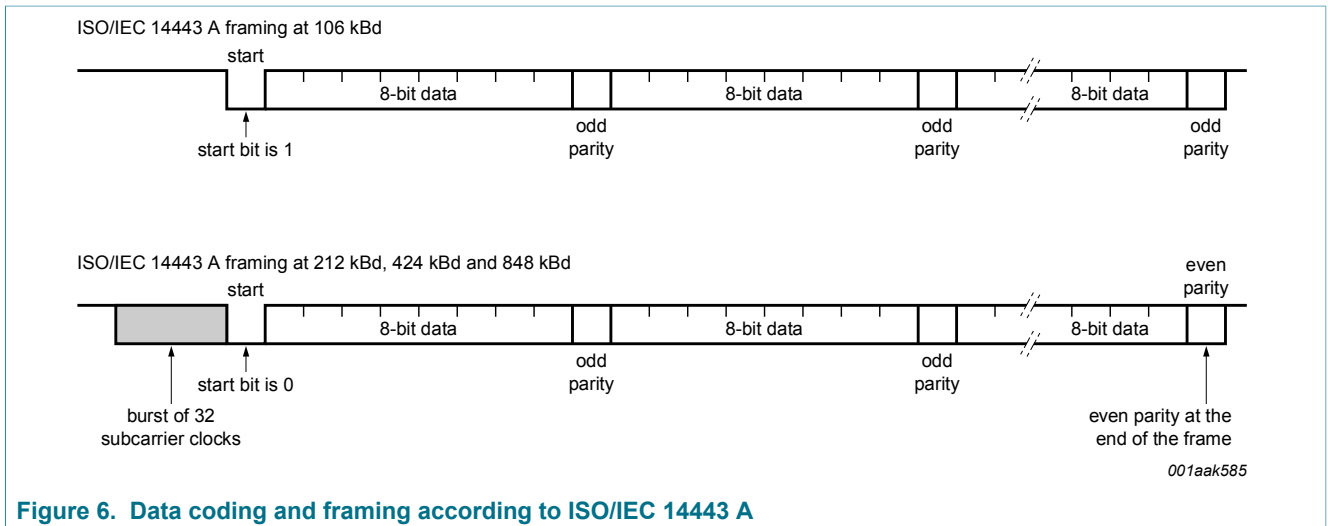 ISO/IEC 14443 A framing at 106 kBd
start
8-bit data 8-bit data 8-bit data
odd odd odd
parity parity parity
start bit is 1
ISO/IEC 14443 A framing at 212 kBd, 424 kBd and 848 kBd
even
parity
start
8-bit data 8-bit data 8-bit data
odd odd
parity parity
start bit is 0
burst of 32
subcarrier clocks
even parity at the
end of the frame
001aak585
Figure 6. Data coding and framing according to ISO/IEC 14443 A